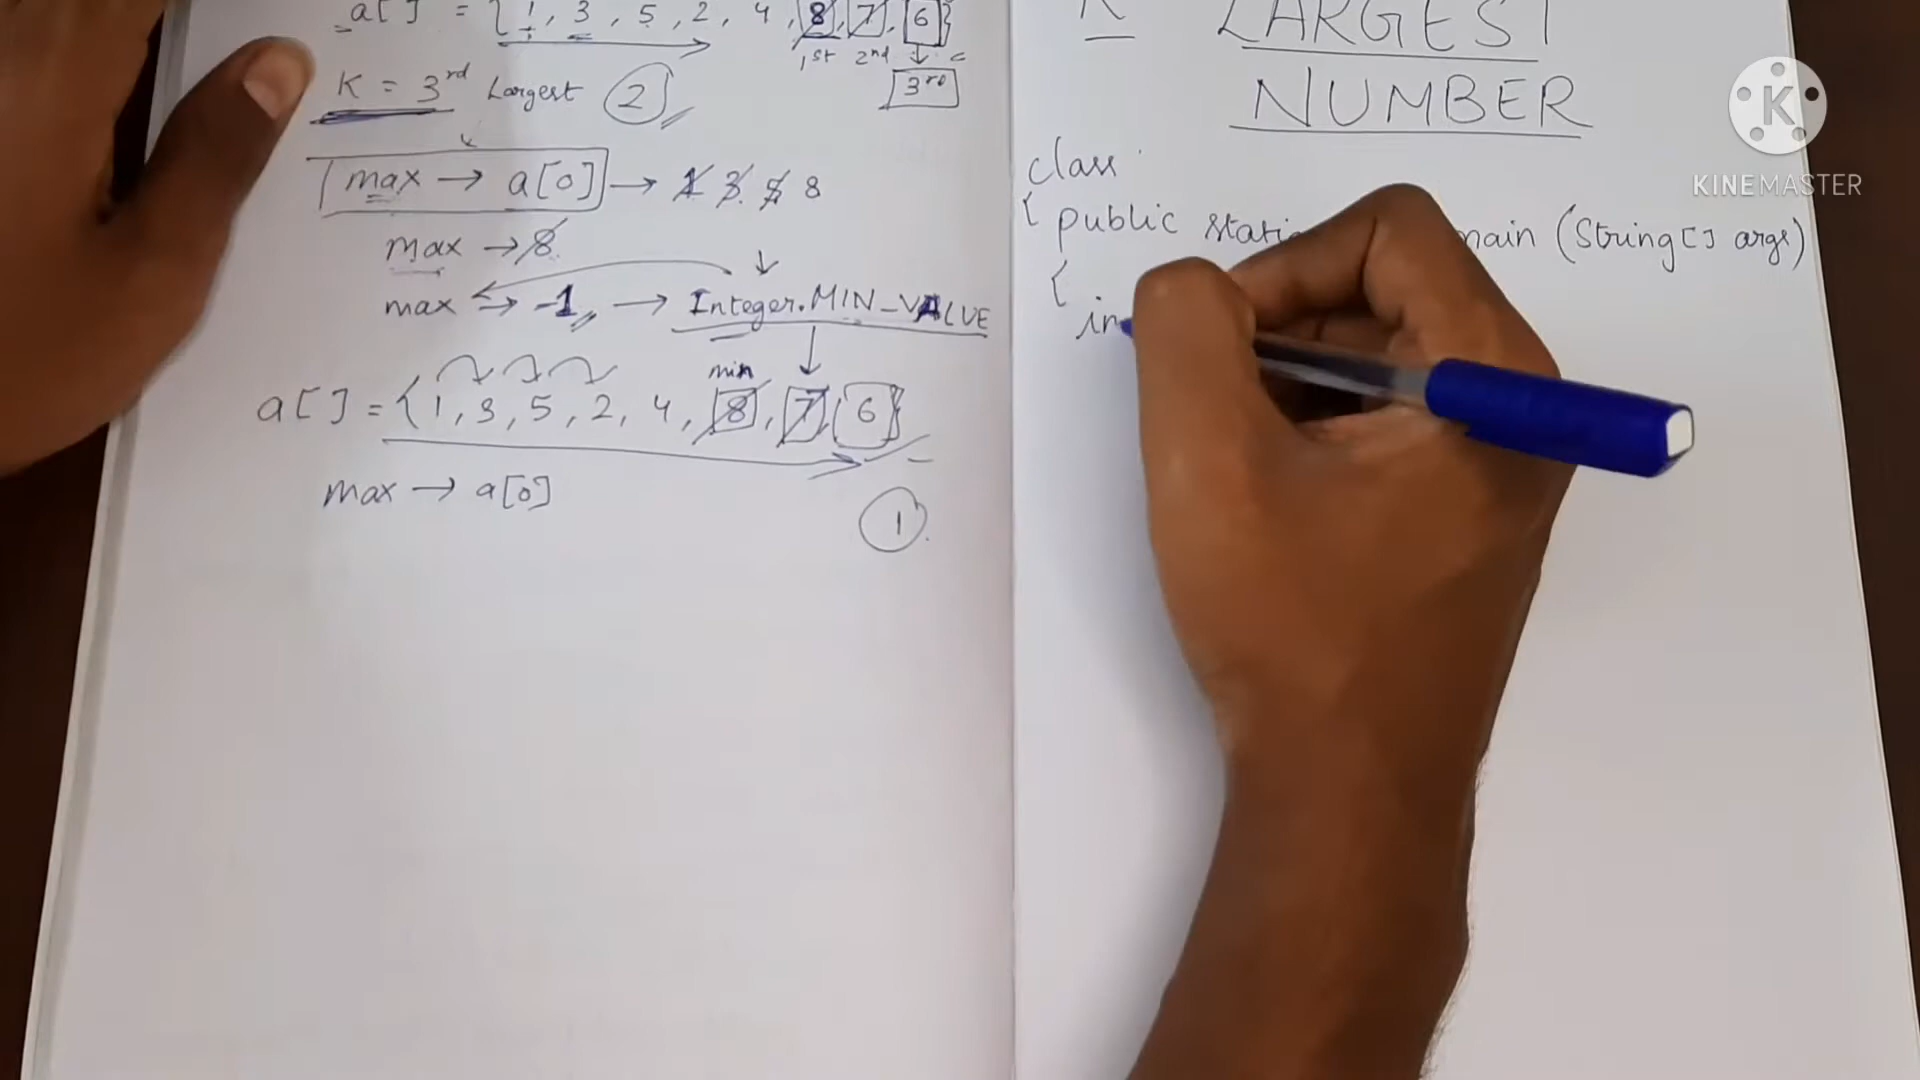 a[] = { 1, 3, 5, 2, 4, 8, 7, 6}
1st 2nd
3rd
K = 3rd Largest 2
max → a[0] → 1 3 5 8
max → 8
max → -1 → Integer.MIN_VALUE
min
a[] = { 1, 3, 5, 2, 4, 8, 7, 6}
max → a[0]
1
K LARGEST
NUMBER
class
{ public main (String[] args)
{
in
K
KINEMASTER